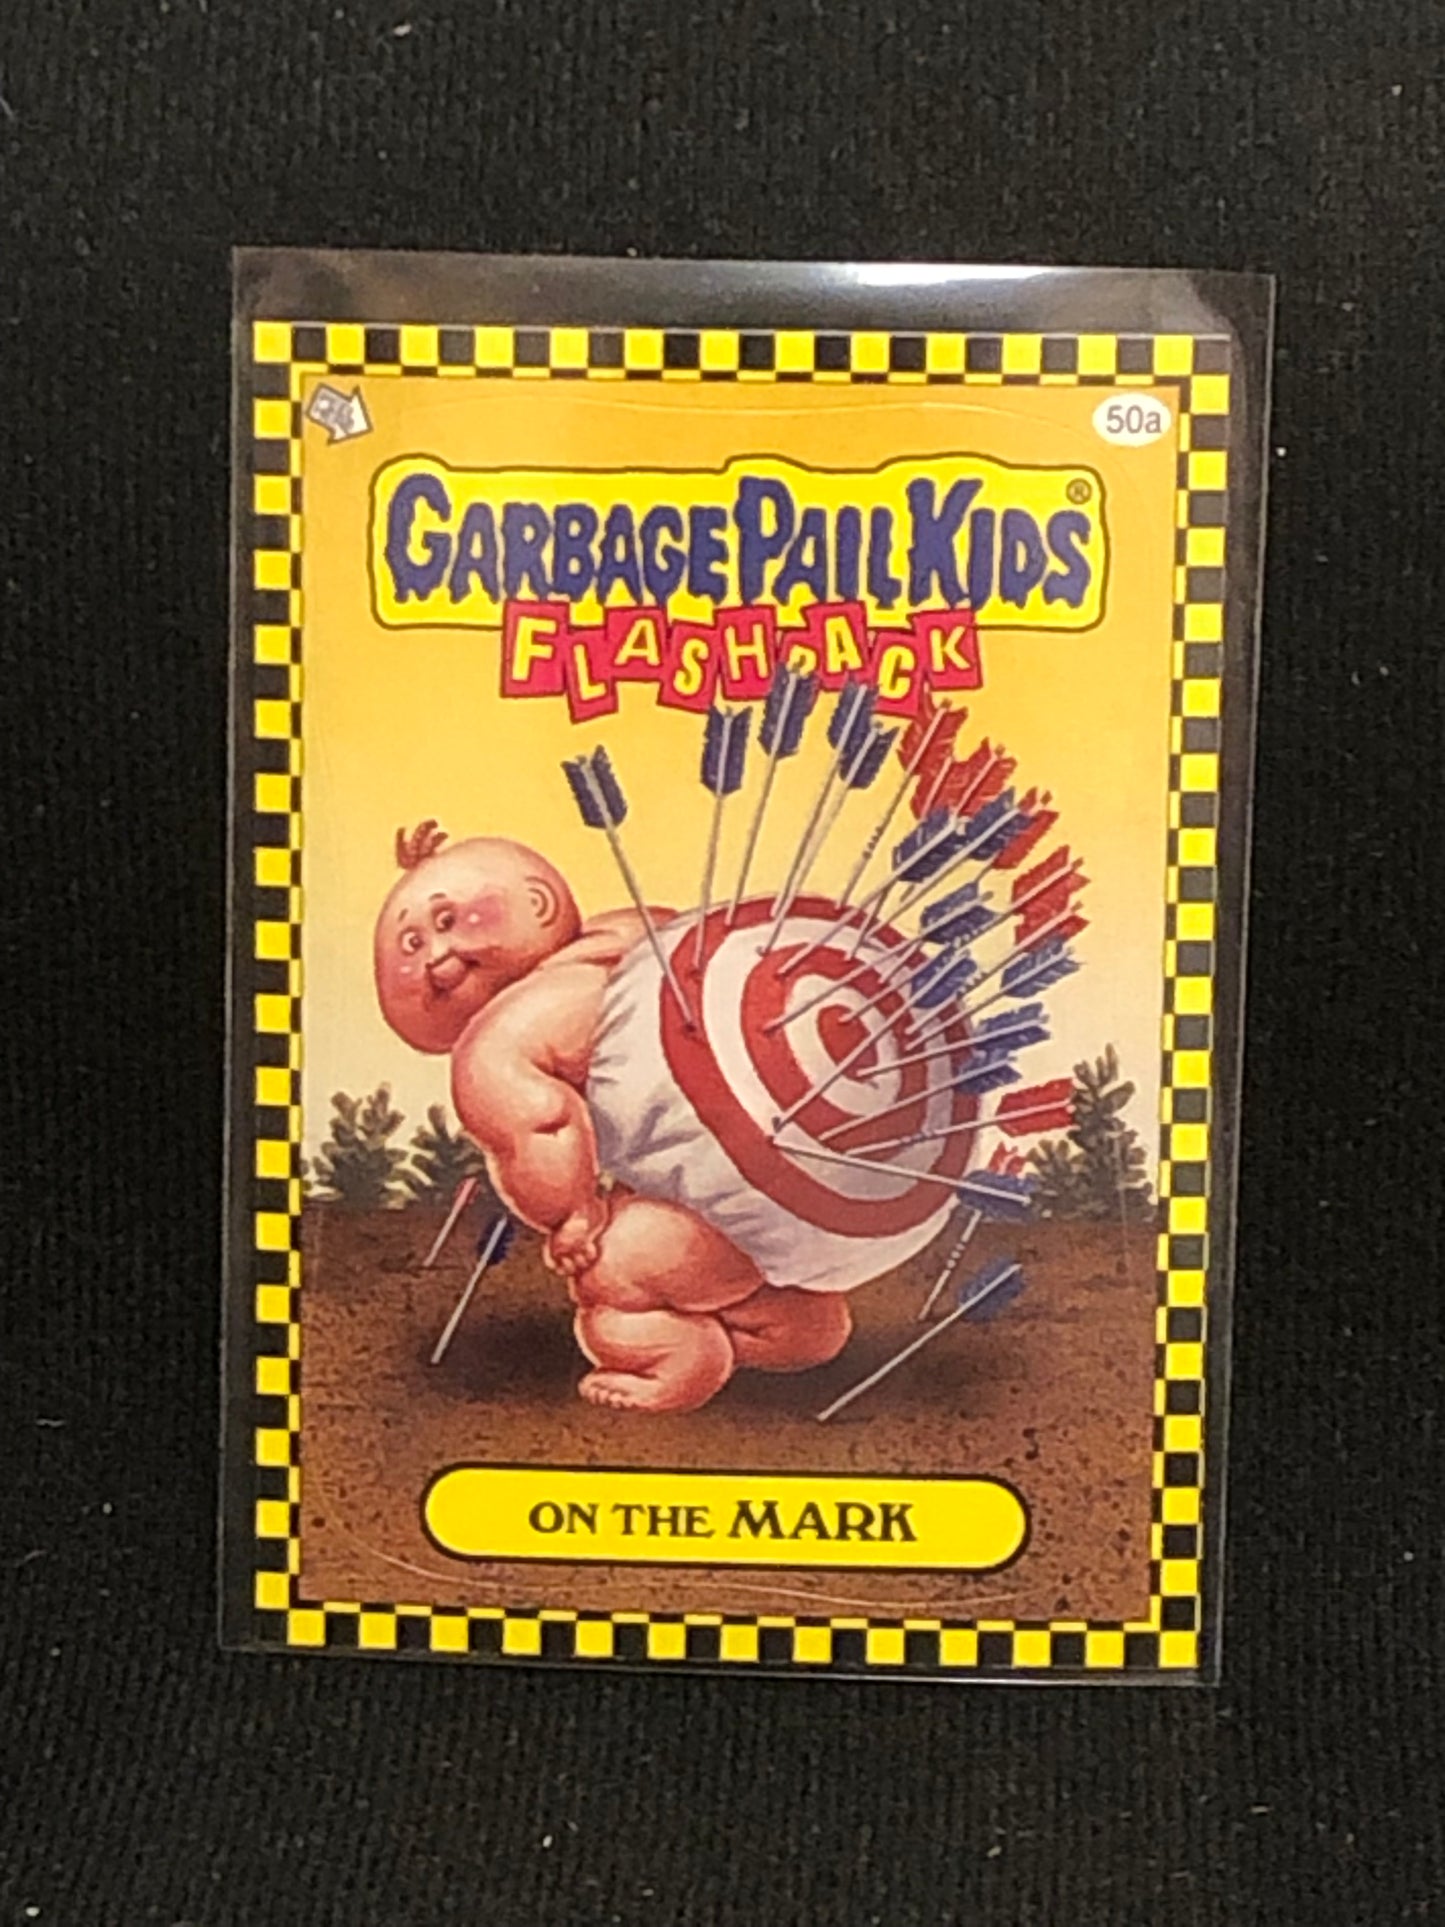 50a
GARBAGE PAIL KIDS®
FLASHBACK
ON THE MARK